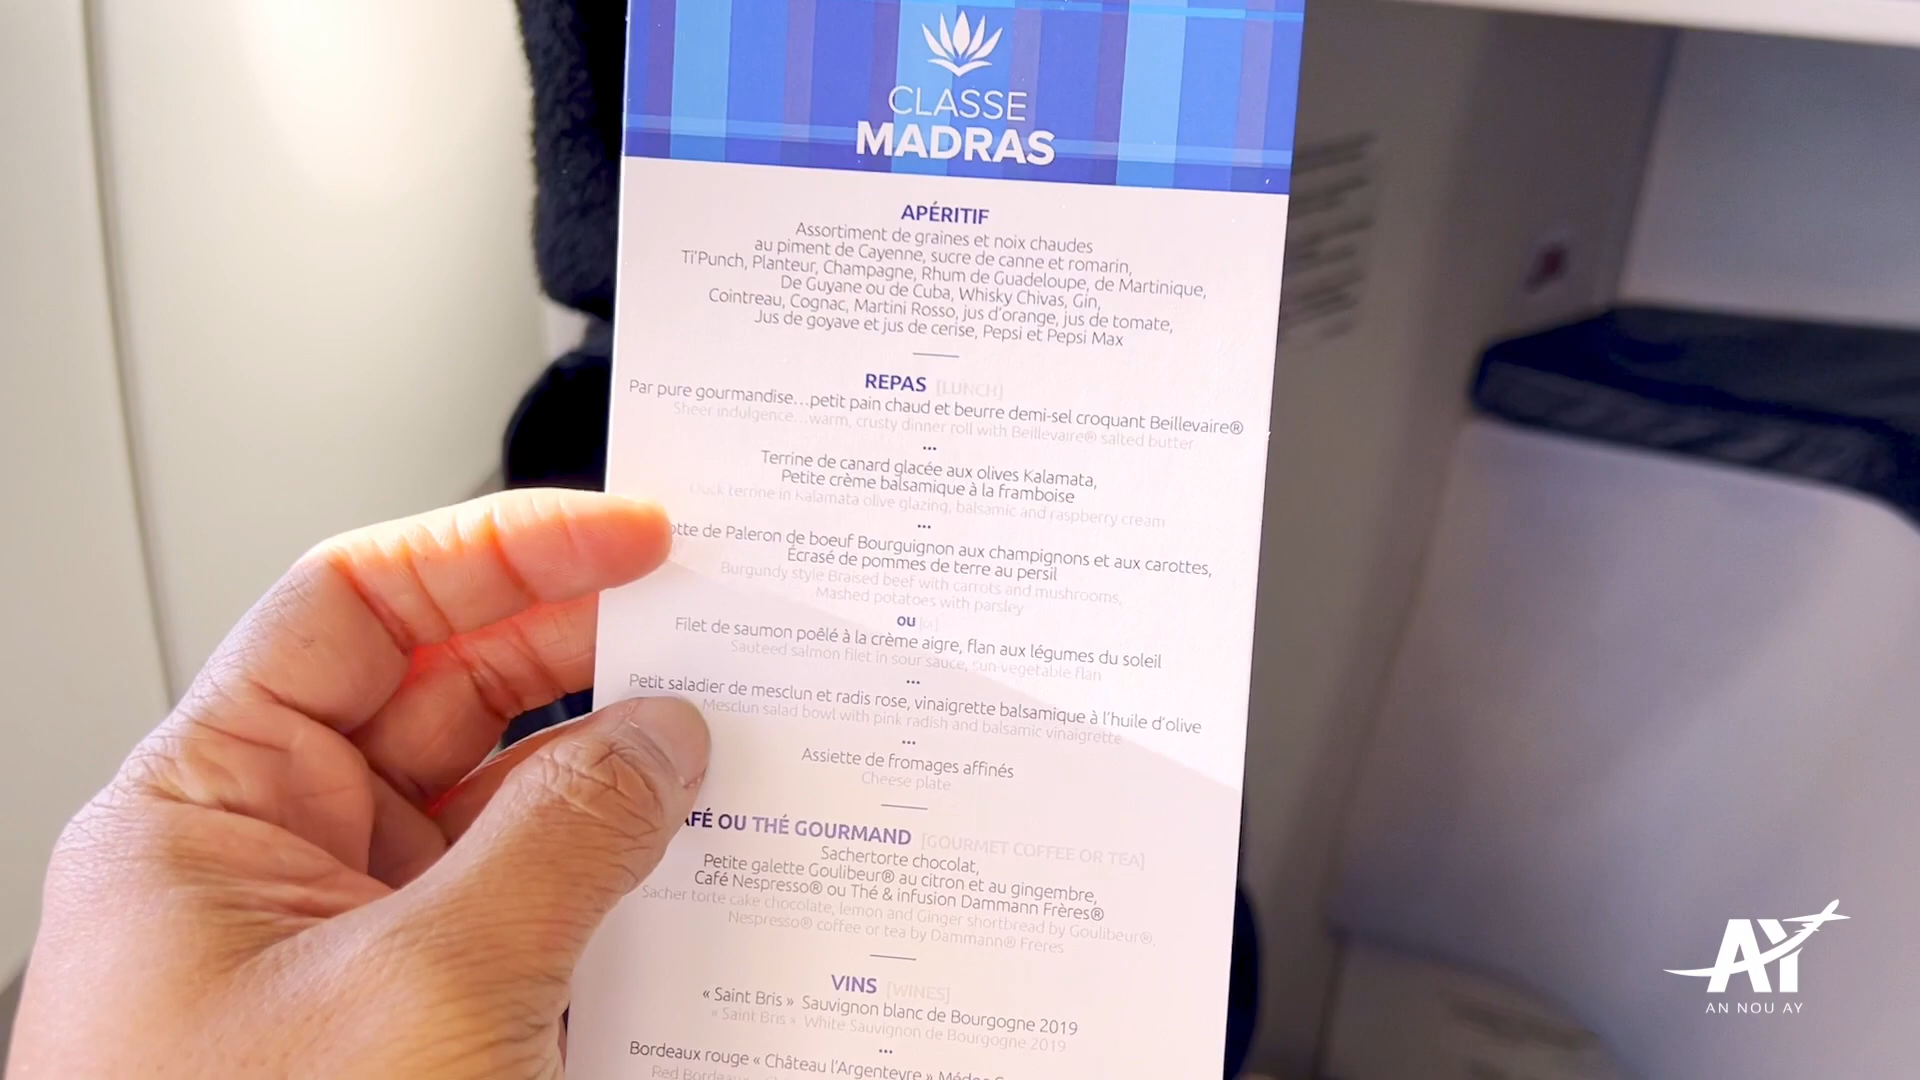 CLASSE
MADRAS
APÉRITIF
Assortiment de graines et noix chaudes
au piment de Cayenne, sucre de canne et romarin,
Ti'Punch, Planteur, Champagne, Rhum de Guadeloupe, de Martinique,
De Guyane ou de Cuba, Whisky Chivas, Gin,
Cointreau, Cognac, Martini Rosso, jus d'orange, jus de tomate,
Jus de goyave et jus de cerise, Pepsi et Pepsi Max
REPAS [LUNCH]
Par pure gourmandise...petit pain chaud et beurre demi-sel croquant Beillevaire®
Sheer indulgence...warm, crusty dinner roll with Beillevaire® salted butter
...
Terrine de canard glacée aux olives Kalamata,
Petite crème balsamique à la framboise
Duck terrine in Kalamata olive glazing, balsamic and raspberry cream
...
otte de Paleron de boeuf Bourguignon aux champignons et aux carottes,
Écrasé de pommes de terre au persil
Burgundy style Braised beef with carrots and mushrooms,
Mashed potatoes with parsley
OU [or]
Filet de saumon poêlé à la crème aigre, flan aux légumes du soleil
Sauteed salmon filet in sour sauce, sun-vegetable flan
...
Petit saladier de mesclun et radis rose, vinaigrette balsamique à l'huile d'olive
Mesclun salad bowl with pink radish and balsamic vinaigrette
...
Assiette de fromages affinés
Cheese plate
AFÉ OU THÉ GOURMAND [GOURMET COFFEE OR TEA]
Sachertorte chocolat,
Petite galette Goulibeur® au citron et au gingembre,
Café Nespresso® ou Thé & infusion Dammann Frères®
Sacher torte cake chocolate, lemon and Ginger shortbread by Goulibeur®,
Nespresso® coffee or tea by Dammann® Freres
VINS [WINES]
« Saint Bris » Sauvignon blanc de Bourgogne 2019
« Saint Bris » White Sauvignon de Bourgogne 2019
...
Bordeaux rouge « Château l'Argenteyre »
Red Bordeaux
AY
AN NOU AY